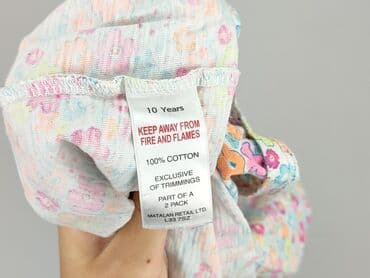 10 Years
KEEP AWAY FROM
FIRE AND FLAMES
100% COTTON
EXCLUSIVE
OF TRIMMINGS
PART OF A
2 PACK
MATALAN RETAIL LTD.
L33 7SZ